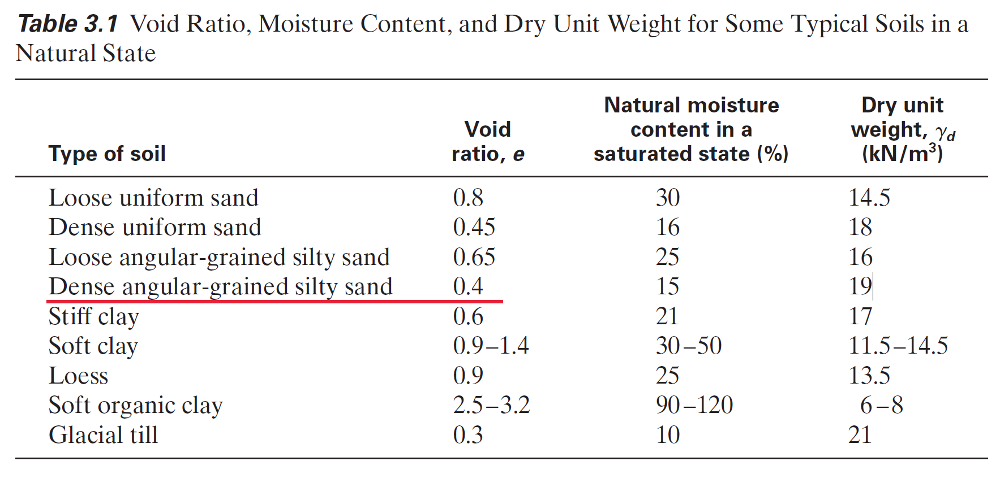 Table 3.1 Void Ratio, Moisture Content, and Dry Unit Weight for Some Typical Soils in a
Natural State
Type of soil Void ratio, e Natural moisture content in a saturated state (%) Dry unit weight, γd (kN/m³)
Loose uniform sand 0.8 30 14.5
Dense uniform sand 0.45 16 18
Loose angular-grained silty sand 0.65 25 16
Dense angular-grained silty sand 0.4 15 19
Stiff clay 0.6 21 17
Soft clay 0.9–1.4 30–50 11.5–14.5
Loess 0.9 25 13.5
Soft organic clay 2.5–3.2 90–120 6–8
Glacial till 0.3 10 21